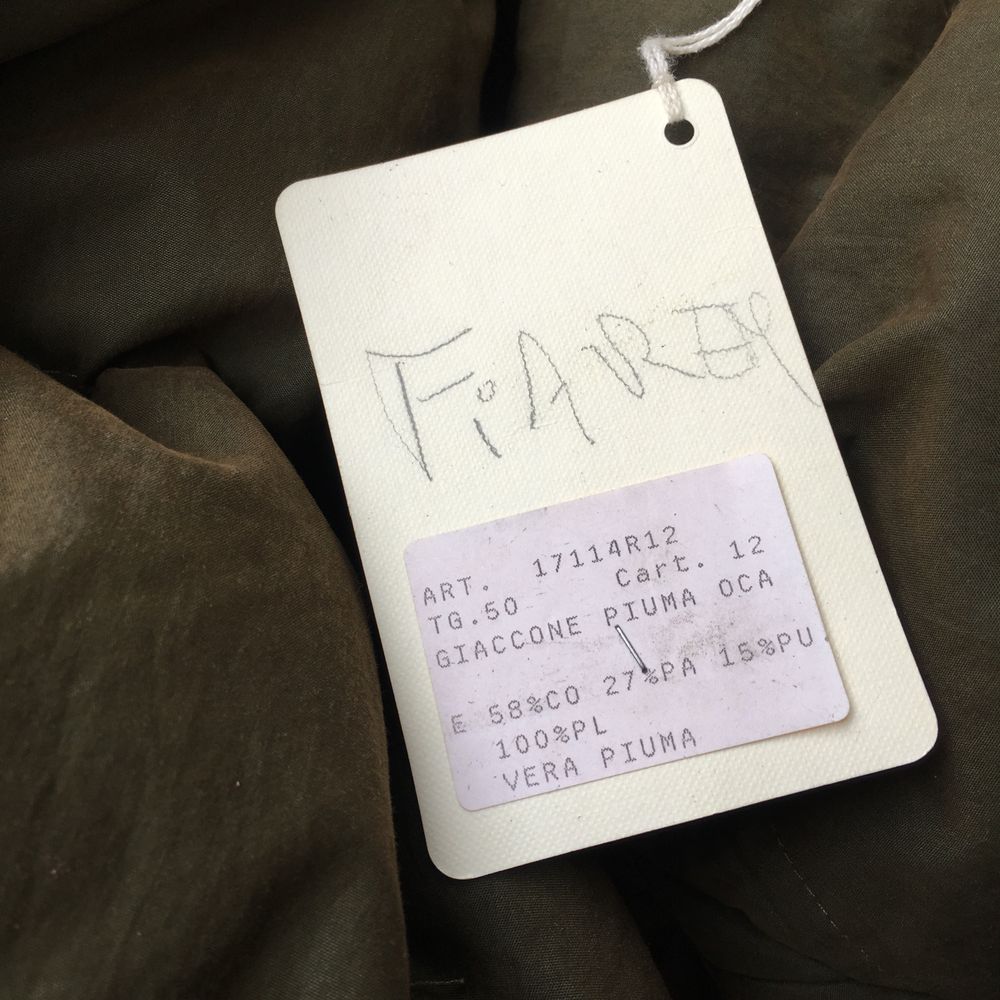 ART. 17114R12
TG.50 Cart. 12
GIACCONE PIUMA OCA
E 58%CO 27%PA 15%PU
100%PL
VERA PIUMA